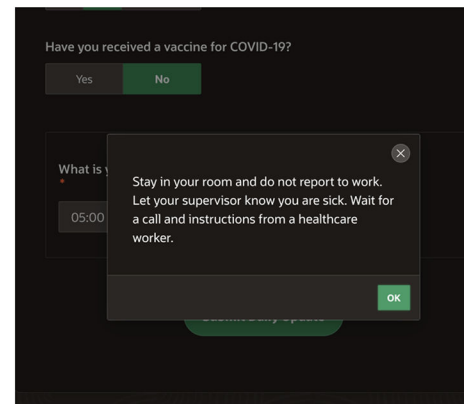 Have you received a vaccine for COVID-19?
Yes No
What is
*
Stay in your room and do not report to work.
Let your supervisor know you are sick. Wait for
a call and instructions from a healthcare
worker.
05:00
OK